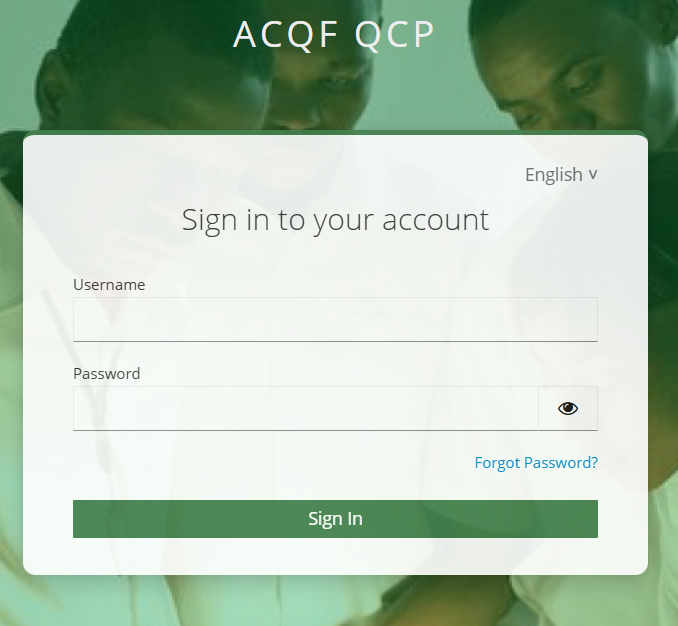 ACQF QCP
English v
Sign in to your account
Username
Password
Forgot Password?
Sign In